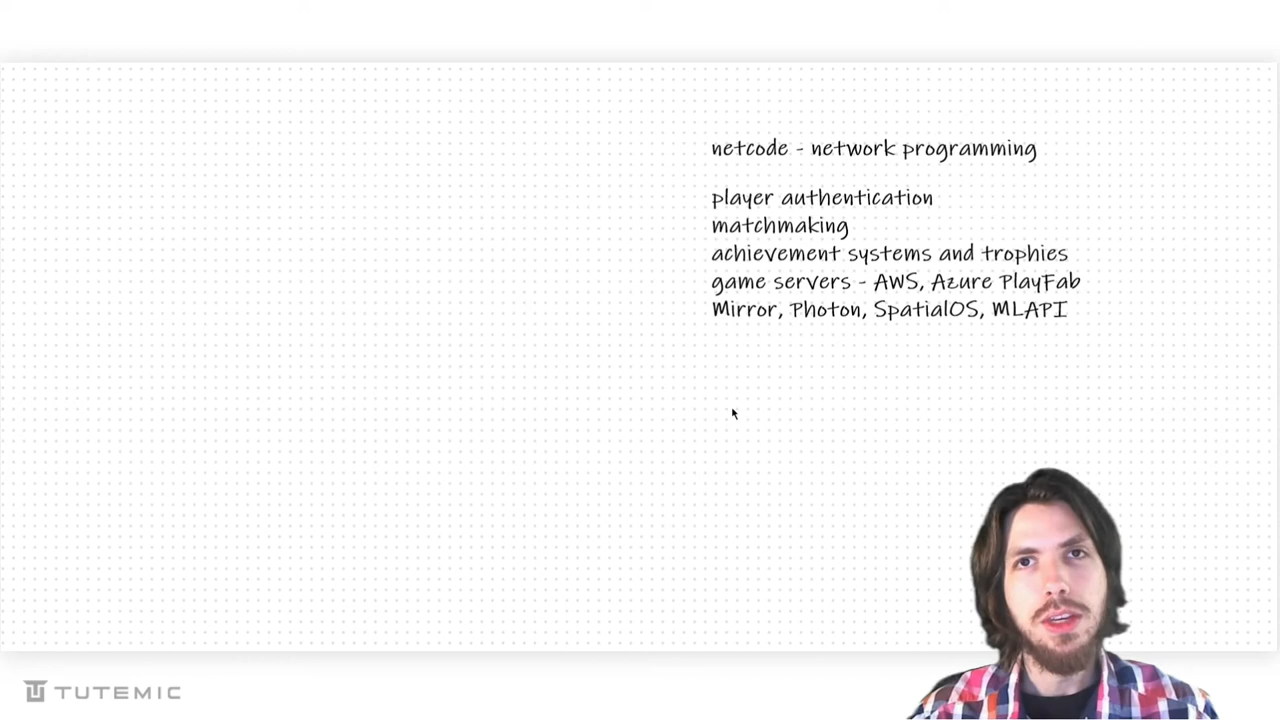 netcode - network programming
player authentication
matchmaking
achievement systems and trophies
game servers - AWS, Azure PlayFab
Mirror, Photon, SpatialOS, MLAPI
TUTEMIC